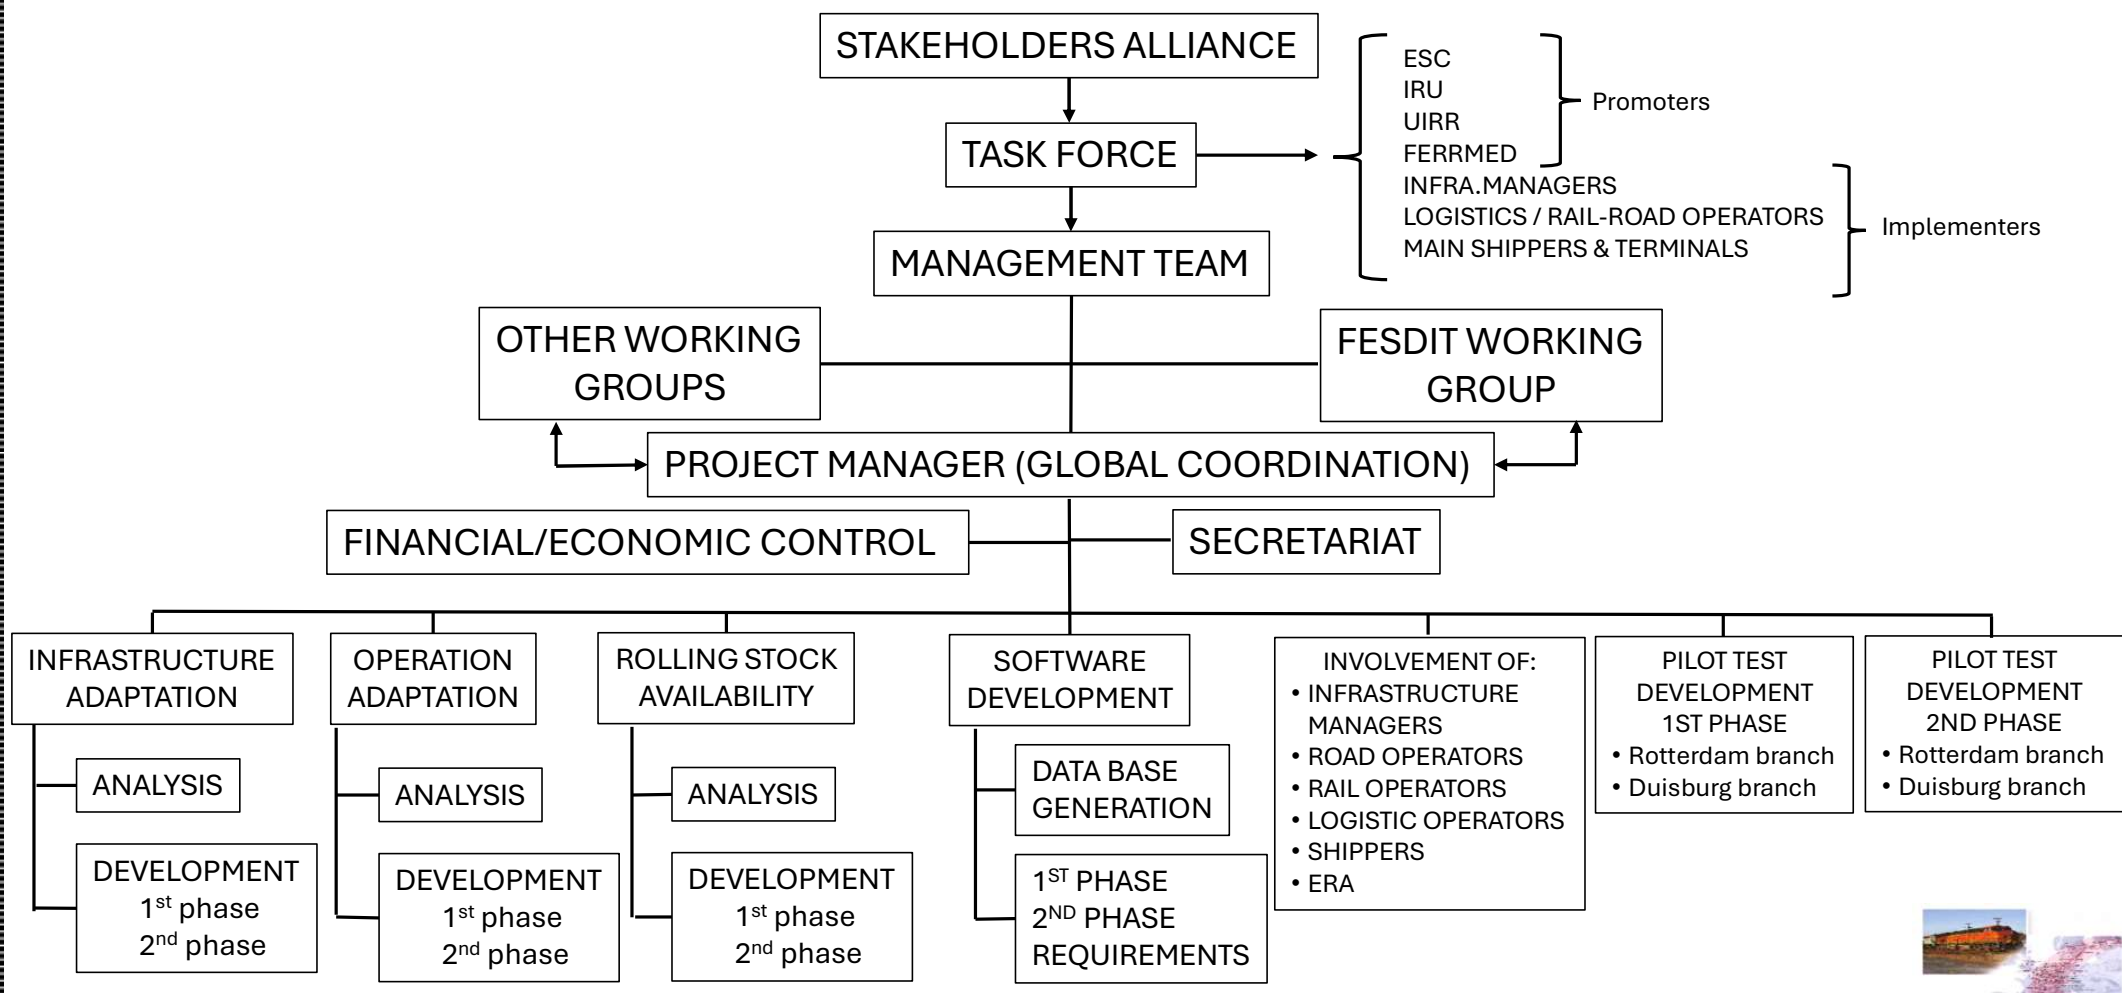 STAKEHOLDERS ALLIANCE
TASK FORCE
ESC
IRU
UIRR
FERRMED
Promoters
INFRA.MANAGERS
LOGISTICS / RAIL-ROAD OPERATORS
MAIN SHIPPERS & TERMINALS
Implementers
MANAGEMENT TEAM
OTHER WORKING
GROUPS
FESDIT WORKING
GROUP
PROJECT MANAGER (GLOBAL COORDINATION)
FINANCIAL/ECONOMIC CONTROL
SECRETARIAT
INFRASTRUCTURE
ADAPTATION
ANALYSIS
DEVELOPMENT
1st phase
2nd phase
OPERATION
ADAPTATION
ANALYSIS
DEVELOPMENT
1st phase
2nd phase
ROLLING STOCK
AVAILABILITY
ANALYSIS
DEVELOPMENT
1st phase
2nd phase
SOFTWARE
DEVELOPMENT
DATA BASE
GENERATION
1ST PHASE
2ND PHASE
REQUIREMENTS
INVOLVEMENT OF:
• INFRASTRUCTURE
MANAGERS
• ROAD OPERATORS
• RAIL OPERATORS
• LOGISTIC OPERATORS
• SHIPPERS
• ERA
PILOT TEST
DEVELOPMENT
1ST PHASE
• Rotterdam branch
• Duisburg branch
PILOT TEST
DEVELOPMENT
2ND PHASE
• Rotterdam branch
• Duisburg branch